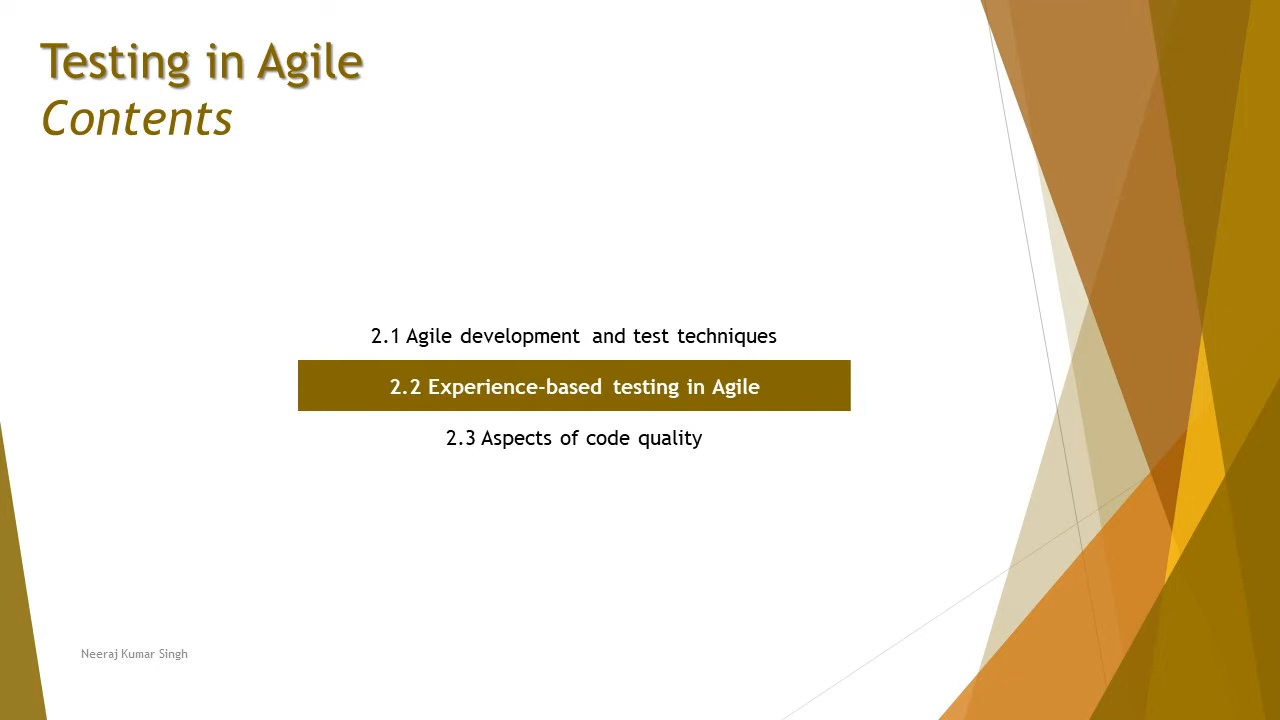 Testing in Agile
Contents
2.1 Agile development and test techniques
2.2 Experience-based testing in Agile
2.3 Aspects of code quality
Neeraj Kumar Singh